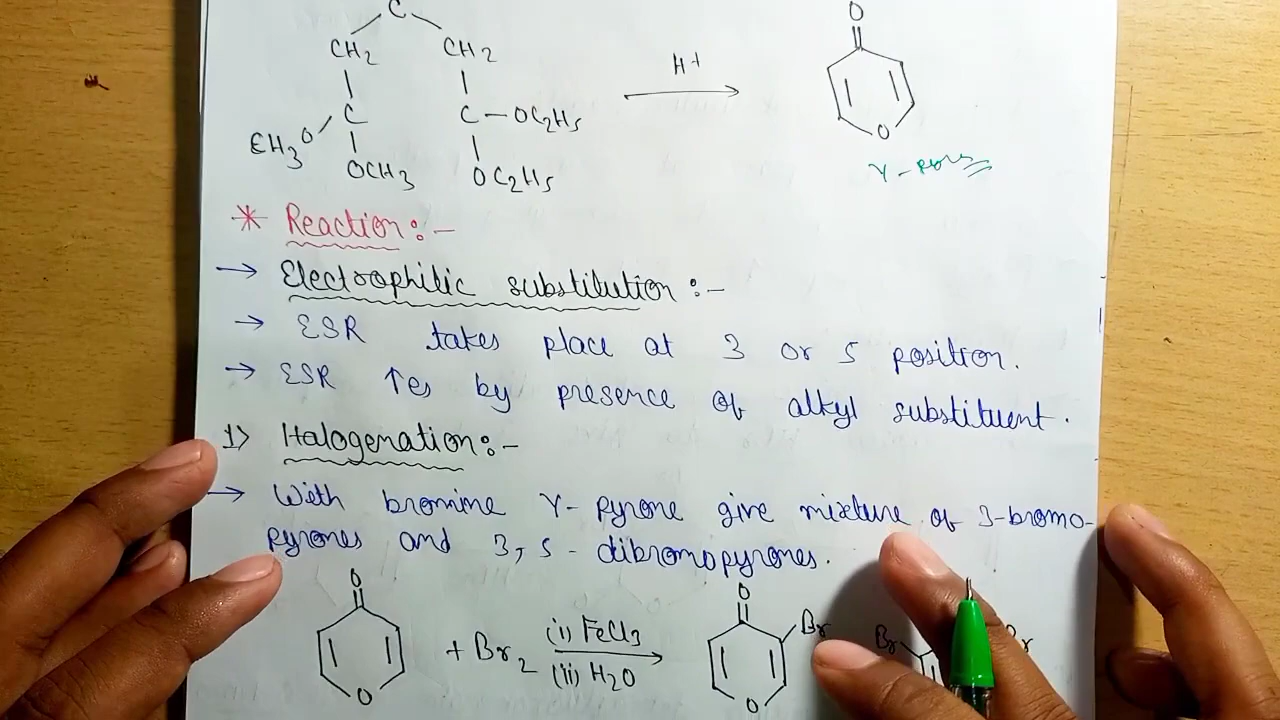 C O
CH2 CH2
H+
C C – OC2H5 O
CH3O
OCH3 OC2H5
γ - 
* Reaction :-
→ Electrophilic substitution :-
→ ESR takes place at 3 or 5 position.
→ ESR ↑es by presence of alkyl substituent.
1) Halogenation :-
→ With bromine γ- pyrone give mixture of 3-bromo-
pyrones and 3,5 - dibromopyrones.
O O
+ Br2 (i) FeCl3 Br Br Br
(ii) H2O
O O